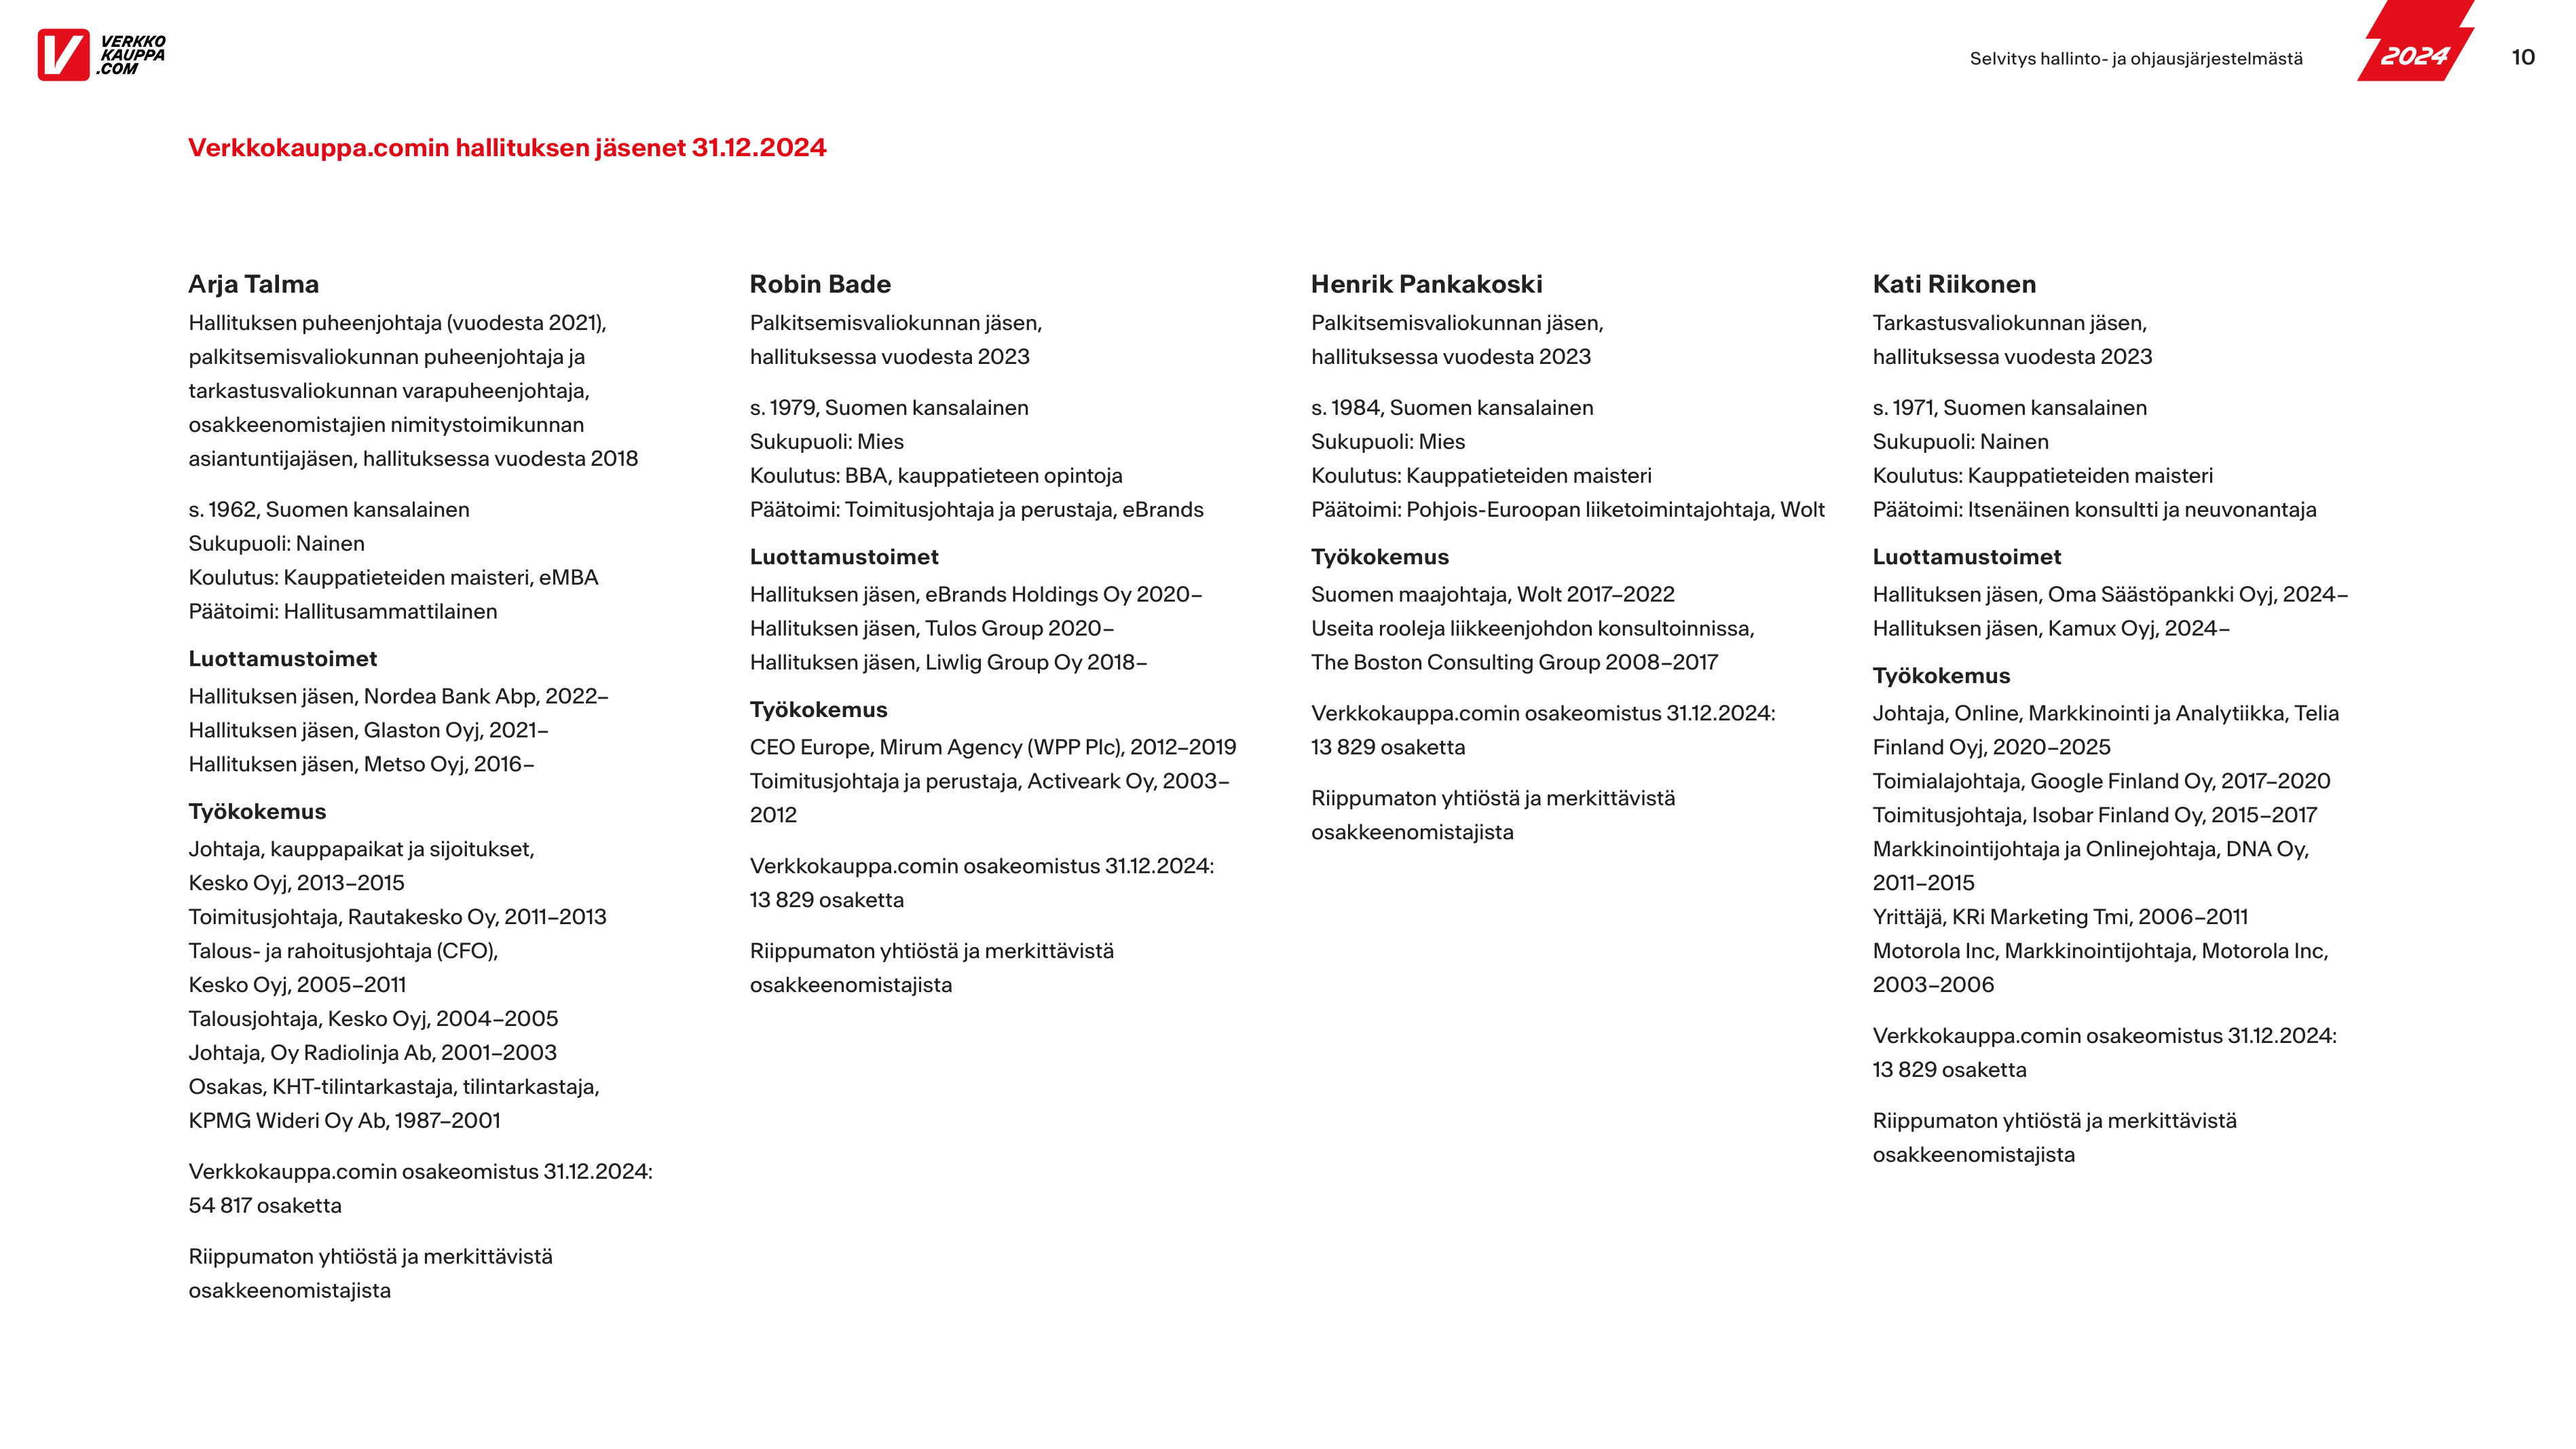 VERKKO
KAUPPA
.COM
Selvitys hallinto- ja ohjausjärjestelmästä
2024
10
Verkkokauppa.comin hallituksen jäsenet 31.12.2024
Arja Talma
Hallituksen puheenjohtaja (vuodesta 2021),
palkitsemisvaliokunnan puheenjohtaja ja
tarkastusvaliokunnan varapuheenjohtaja,
osakkeenomistajien nimitystoimikunnan
asiantuntijajäsen, hallituksessa vuodesta 2018
s. 1962, Suomen kansalainen
Sukupuoli: Nainen
Koulutus: Kauppatieteiden maisteri, eMBA
Päätoimi: Hallitusammattilainen
Luottamustoimet
Hallituksen jäsen, Nordea Bank Abp, 2022–
Hallituksen jäsen, Glaston Oyj, 2021–
Hallituksen jäsen, Metso Oyj, 2016–
Työkokemus
Johtaja, kauppapaikat ja sijoitukset,
Kesko Oyj, 2013–2015
Toimitusjohtaja, Rautakesko Oy, 2011–2013
Talous- ja rahoitusjohtaja (CFO),
Kesko Oyj, 2005–2011
Talousjohtaja, Kesko Oyj, 2004–2005
Johtaja, Oy Radiolinja Ab, 2001–2003
Osakas, KHT-tilintarkastaja, tilintarkastaja,
KPMG Wideri Oy Ab, 1987–2001
Verkkokauppa.comin osakeomistus 31.12.2024:
54 817 osaketta
Riippumaton yhtiöstä ja merkittävistä
osakkeenomistajista
Robin Bade
Palkitsemisvaliokunnan jäsen,
hallituksessa vuodesta 2023
s. 1979, Suomen kansalainen
Sukupuoli: Mies
Koulutus: BBA, kauppatieteen opintoja
Päätoimi: Toimitusjohtaja ja perustaja, eBrands
Luottamustoimet
Hallituksen jäsen, eBrands Holdings Oy 2020–
Hallituksen jäsen, Tulos Group 2020–
Hallituksen jäsen, Liwlig Group Oy 2018–
Työkokemus
CEO Europe, Mirum Agency (WPP Plc), 2012–2019
Toimitusjohtaja ja perustaja, Activeark Oy, 2003–
2012
Verkkokauppa.comin osakeomistus 31.12.2024:
13 829 osaketta
Riippumaton yhtiöstä ja merkittävistä
osakkeenomistajista
Henrik Pankakoski
Palkitsemisvaliokunnan jäsen,
hallituksessa vuodesta 2023
s. 1984, Suomen kansalainen
Sukupuoli: Mies
Koulutus: Kauppatieteiden maisteri
Päätoimi: Pohjois-Euroopan liiketoimintajohtaja, Wolt
Työkokemus
Suomen maajohtaja, Wolt 2017–2022
Useita rooleja liikkeenjohdon konsultoinnissa,
The Boston Consulting Group 2008–2017
Verkkokauppa.comin osakeomistus 31.12.2024:
13 829 osaketta
Riippumaton yhtiöstä ja merkittävistä
osakkeenomistajista
Kati Riikonen
Tarkastusvaliokunnan jäsen,
hallituksessa vuodesta 2023
s. 1971, Suomen kansalainen
Sukupuoli: Nainen
Koulutus: Kauppatieteiden maisteri
Päätoimi: Itsenäinen konsultti ja neuvonantaja
Luottamustoimet
Hallituksen jäsen, Oma Säästöpankki Oyj, 2024–
Hallituksen jäsen, Kamux Oyj, 2024–
Työkokemus
Johtaja, Online, Markkinointi ja Analytiikka, Telia
Finland Oyj, 2020–2025
Toimialajohtaja, Google Finland Oy, 2017–2020
Toimitusjohtaja, Isobar Finland Oy, 2015–2017
Markkinointijohtaja ja Onlinejohtaja, DNA Oy,
2011–2015
Yrittäjä, KRi Marketing Tmi, 2006–2011
Motorola Inc, Markkinointijohtaja, Motorola Inc,
2003–2006
Verkkokauppa.comin osakeomistus 31.12.2024:
13 829 osaketta
Riippumaton yhtiöstä ja merkittävistä
osakkeenomistajista